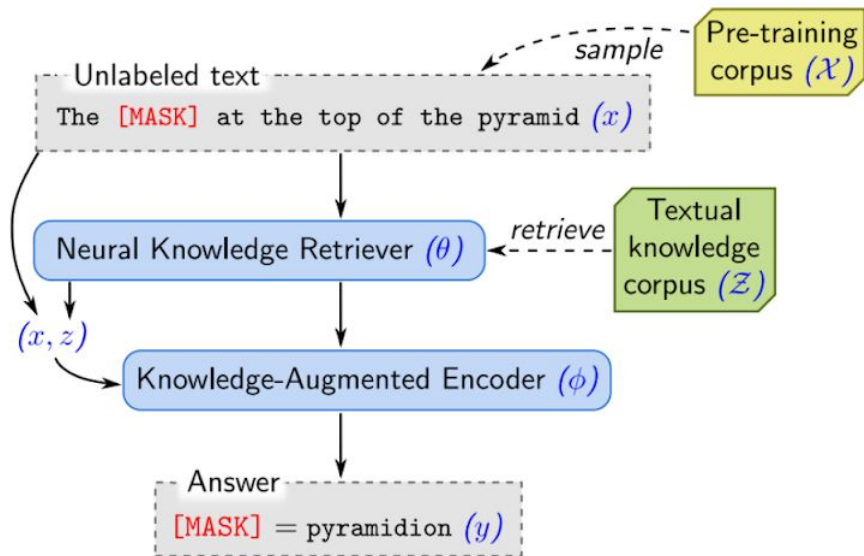 Pre-training
corpus (𝒳)
sample
Unlabeled text
The [MASK] at the top of the pyramid (x)
Textual
knowledge
corpus (𝒵)
retrieve
Neural Knowledge Retriever (θ)
(x, z)
Knowledge-Augmented Encoder (ϕ)
Answer
[MASK] = pyramidion (y)